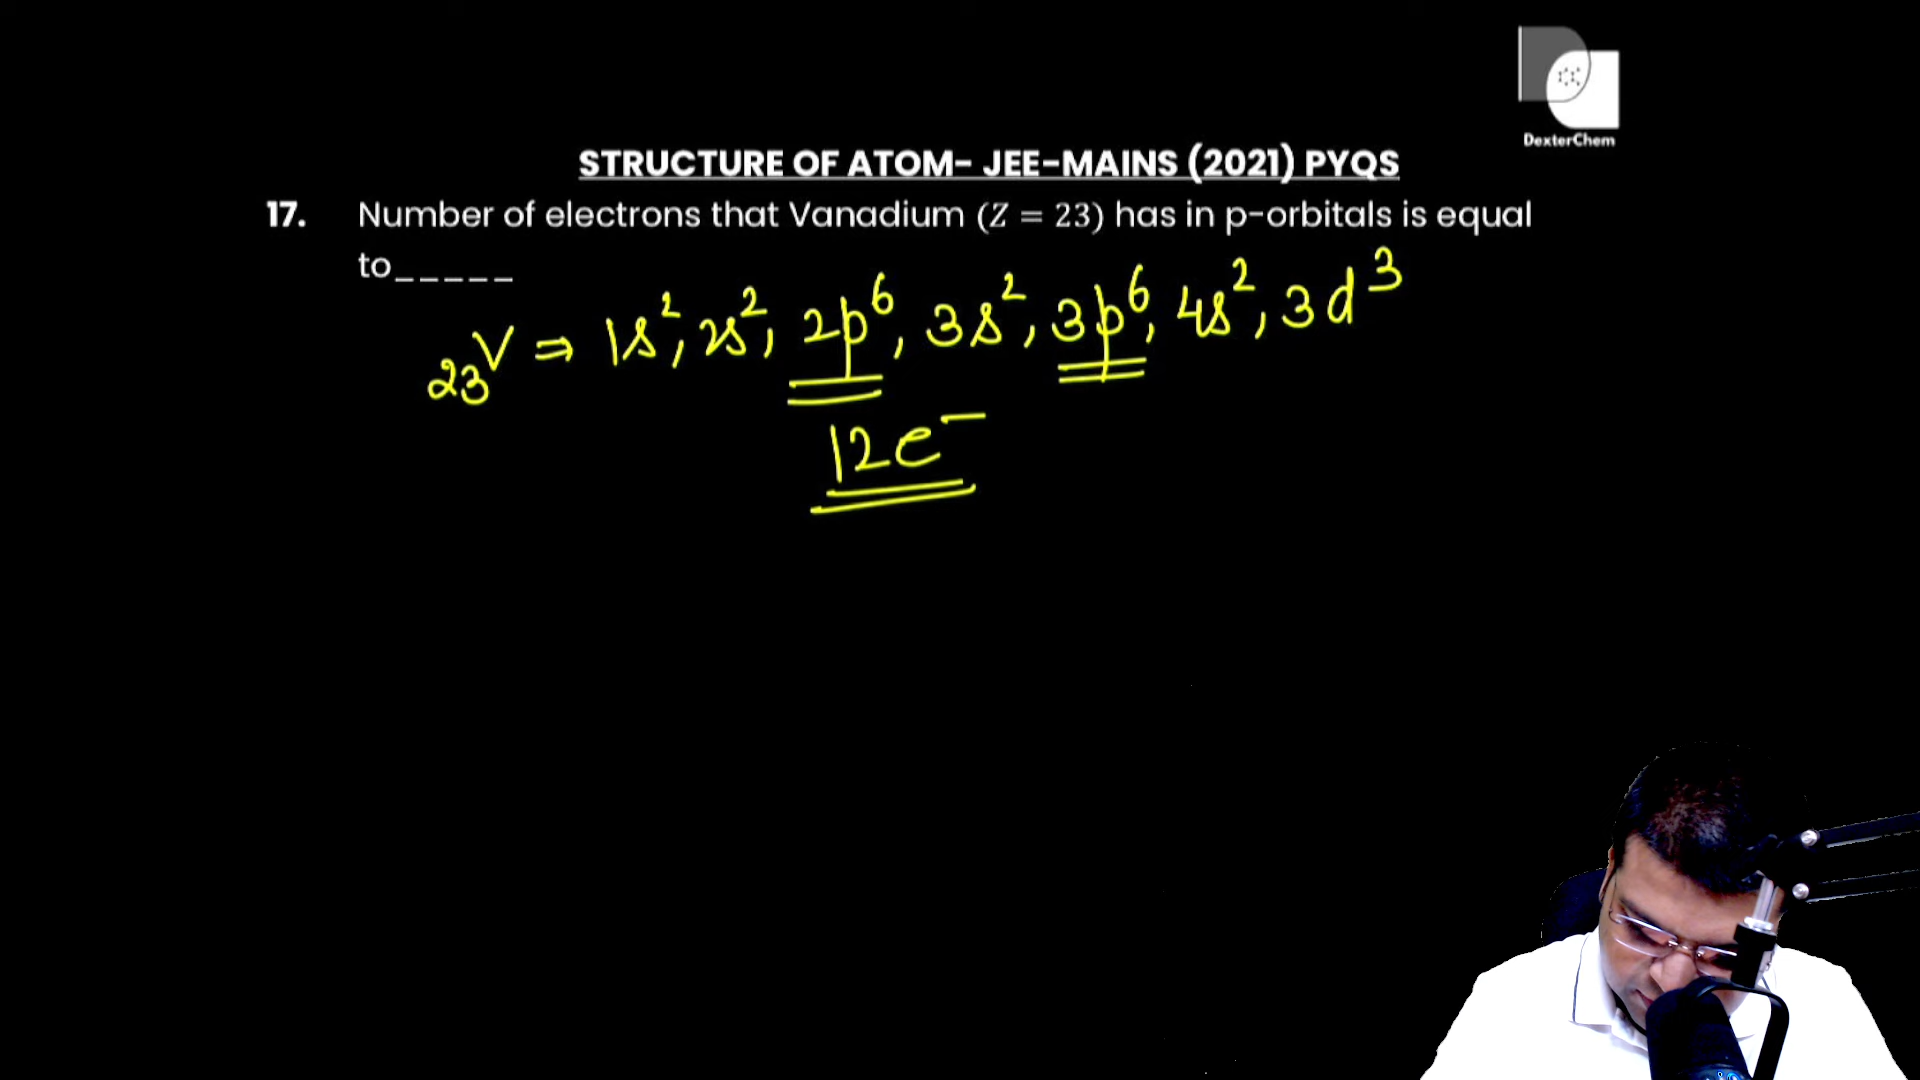 DexterChem
STRUCTURE OF ATOM- JEE-MAINS (2021) PYQS
17. Number of electrons that Vanadium (Z = 23) has in p-orbitals is equal
to_____
₂₃V ⇒ 1s², 2s², 2p⁶, 3s², 3p⁶, 4s², 3d³
12e⁻